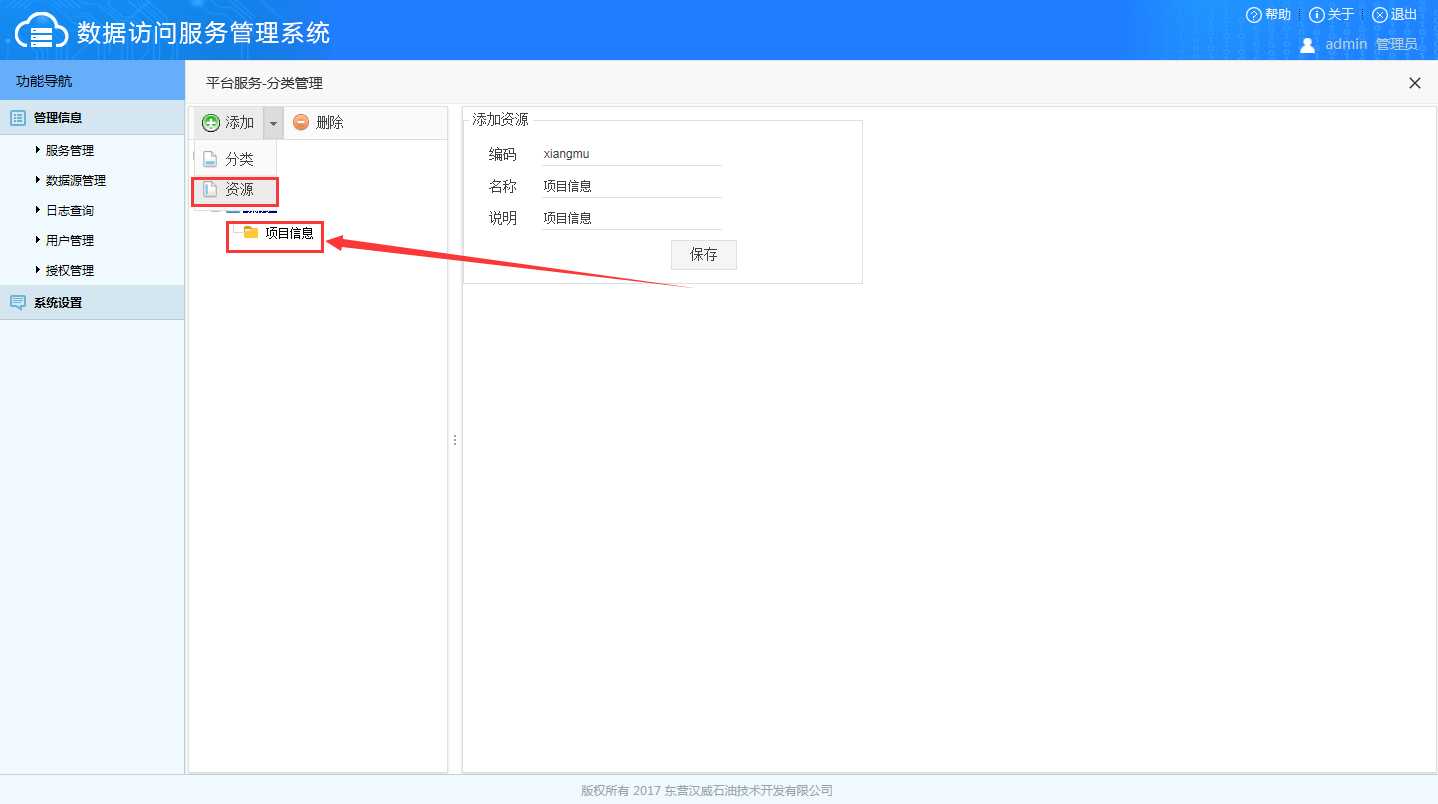 数据访问服务管理系统
帮助 关于 退出
admin 管理员
功能导航
管理信息
服务管理
数据源管理
日志查询
用户管理
授权管理
系统设置
平台服务-分类管理
添加 删除
分类
资源
项目信息
添加资源
编码 xiangmu
名称 项目信息
说明 项目信息
保存
版权所有 2017 东营汉威石油技术开发有限公司